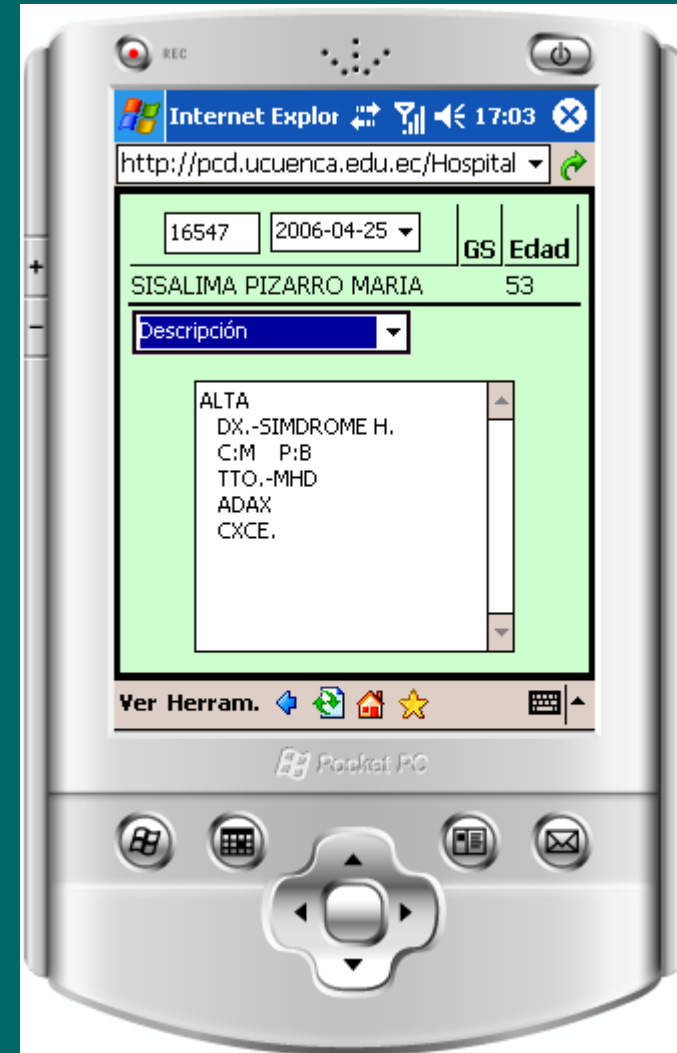 REC
Internet Explor 17:03
http://pcd.ucuenca.edu.ec/Hospital
16547 2006-04-25 GS Edad
SISALIMA PIZARRO MARIA 53
Descripción
ALTA
DX.-SIMDROME H.
C:M P:B
TTO.-MHD
ADAX
CXCE.
Ver Herram.
Pocket PC